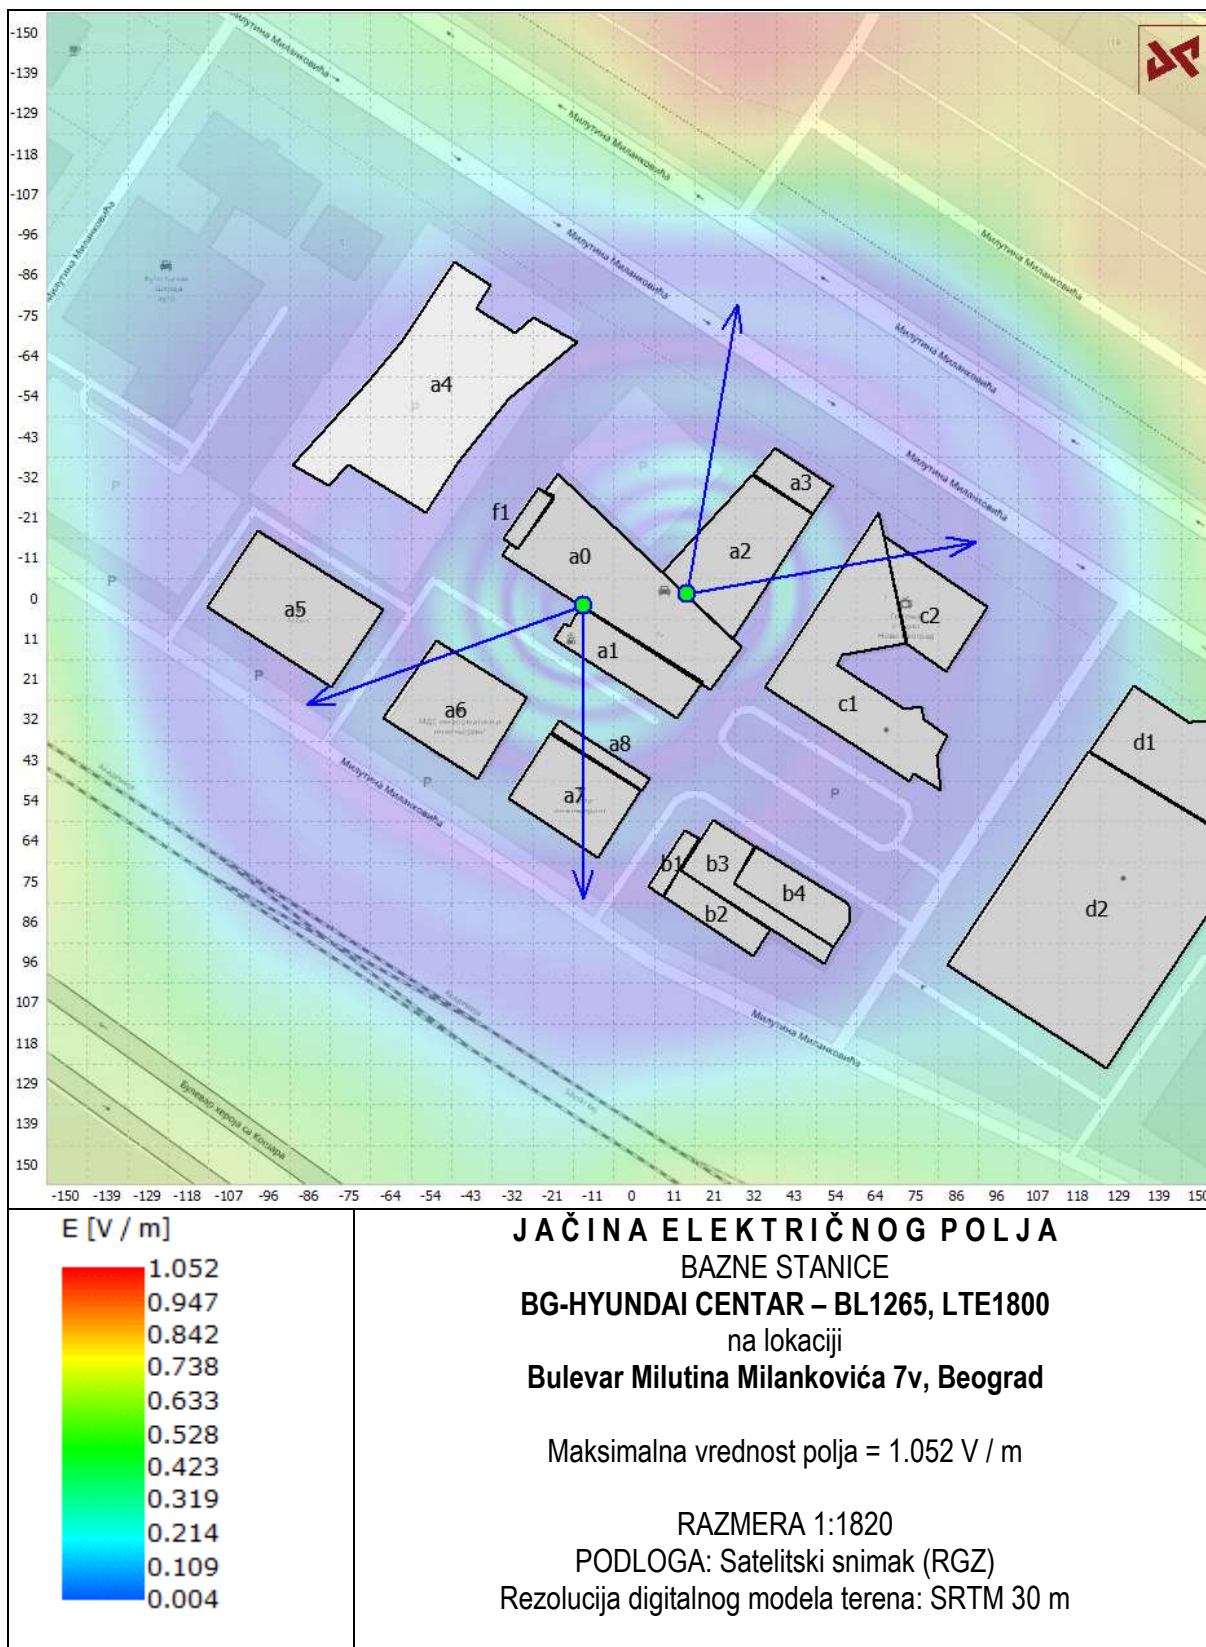 -150
-139
-129
-118
-107
-96
-86
-75
-64
-54
-43
-32
-21
-11
0
11
21
32
43
54
64
75
86
96
107
118
129
139
150
Милутина Миланковића
Милутина Миланковића
Милутина Миланковића
Милутина Миланковића
Милутина Миланковића
Милутина Миланковића
Милутина Миланковића
Милутина Миланковића
Милутина Миланковића
Милутина Миланковића
Булевар хероја са Кошара
a4
P
P
a3
f1
P
a2
a0
P
a5
c2
a1
P
a6
c1
a8
d1
P
a7
P
b1
b3
b4
b2
d2
-150 -139 -129 -118 -107 -96 -86 -75 -64 -54 -43 -32 -21 -11 0 11 21 32 43 54 64 75 86 96 107 118 129 139 150
E [V / m]
1.052
0.947
0.842
0.738
0.633
0.528
0.423
0.319
0.214
0.109
0.004
JAČINA ELEKTRIČNOG POLJA
BAZNE STANICE
BG-HYUNDAI CENTAR – BL1265, LTE1800
na lokaciji
Bulevar Milutina Milankovića 7v, Beograd
Maksimalna vrednost polja = 1.052 V / m
RAZMERA 1:1820
PODLOGA: Satelitski snimak (RGZ)
Rezolucija digitalnog modela terena: SRTM 30 m